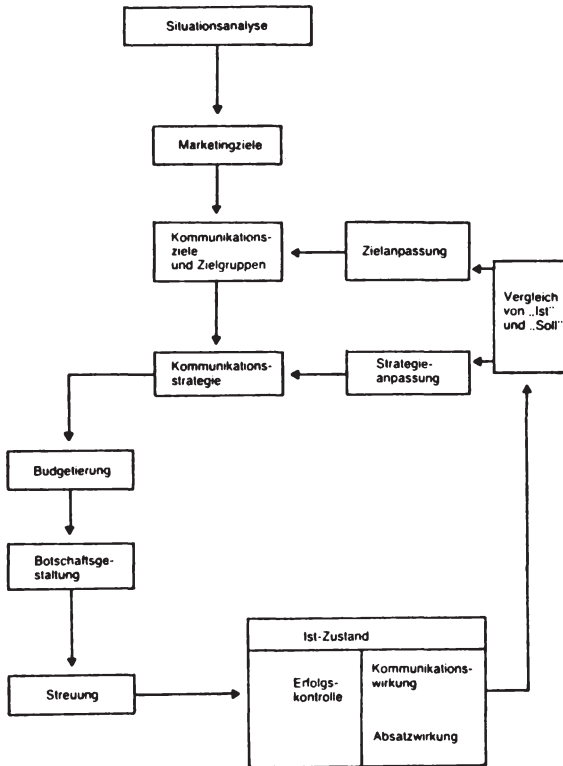 Situationsanalyse
Marketingziele
Kommunikations-
ziele
und Zielgruppen
Zielanpassung
Vergleich
von „Ist"
und „Soll"
Kommunikations-
strategie
Strategie-
anpassung
Budgetierung
Botschaftsge-
staltung
Streuung
Ist-Zustand
Erfolgs-
kontrolle
Kommunikations-
wirkung
Absatzwirkung